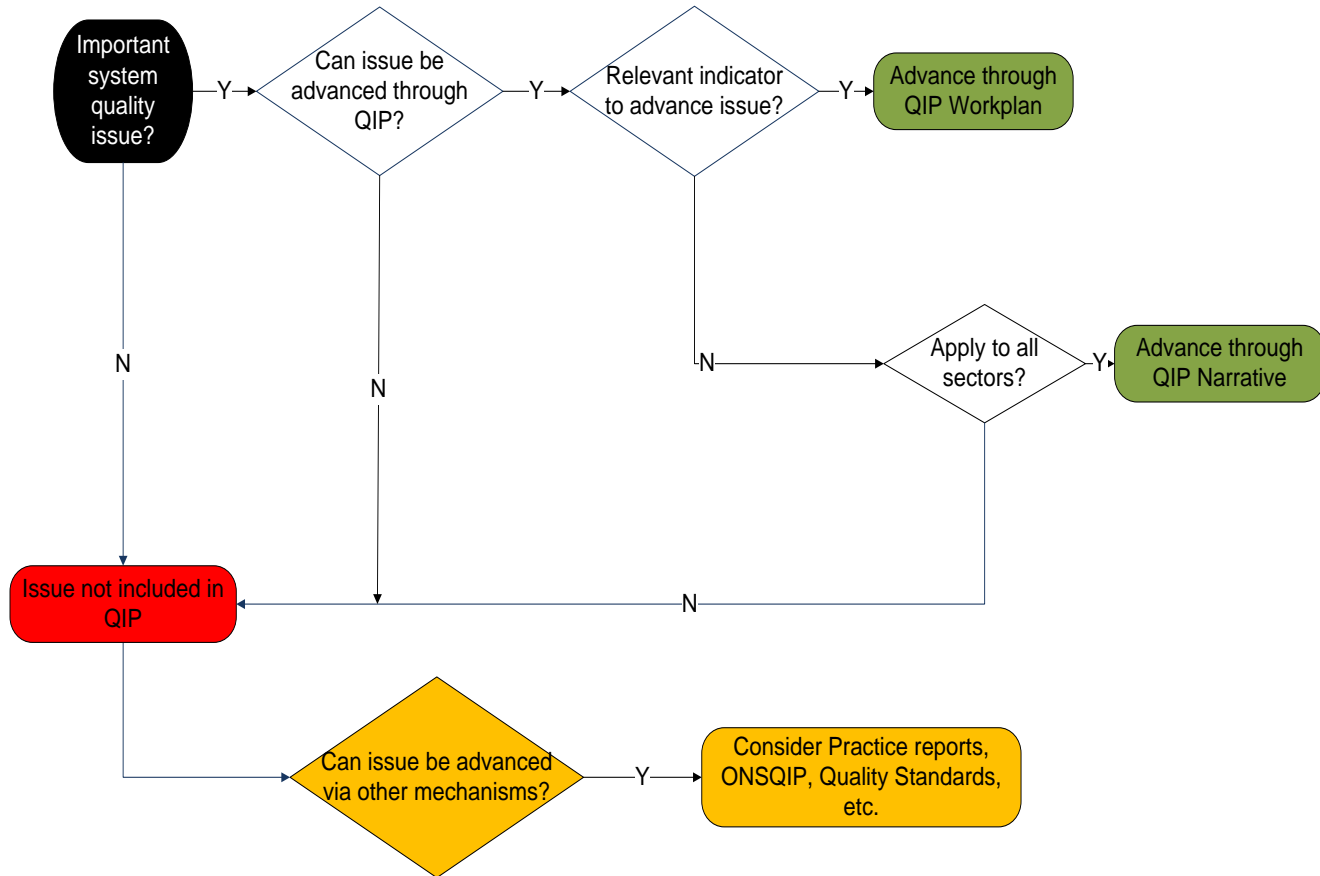 Important
system
quality
issue?
Y
Can issue be
advanced through
QIP?
Y
Relevant indicator
to advance issue?
Y
Advance through
QIP Workplan
N
N
N
Apply to all
sectors?
Y
Advance through
QIP Narrative
Issue not included in
QIP
N
Can issue be advanced
via other mechanisms?
Y
Consider Practice reports,
ONSQIP, Quality Standards,
etc.